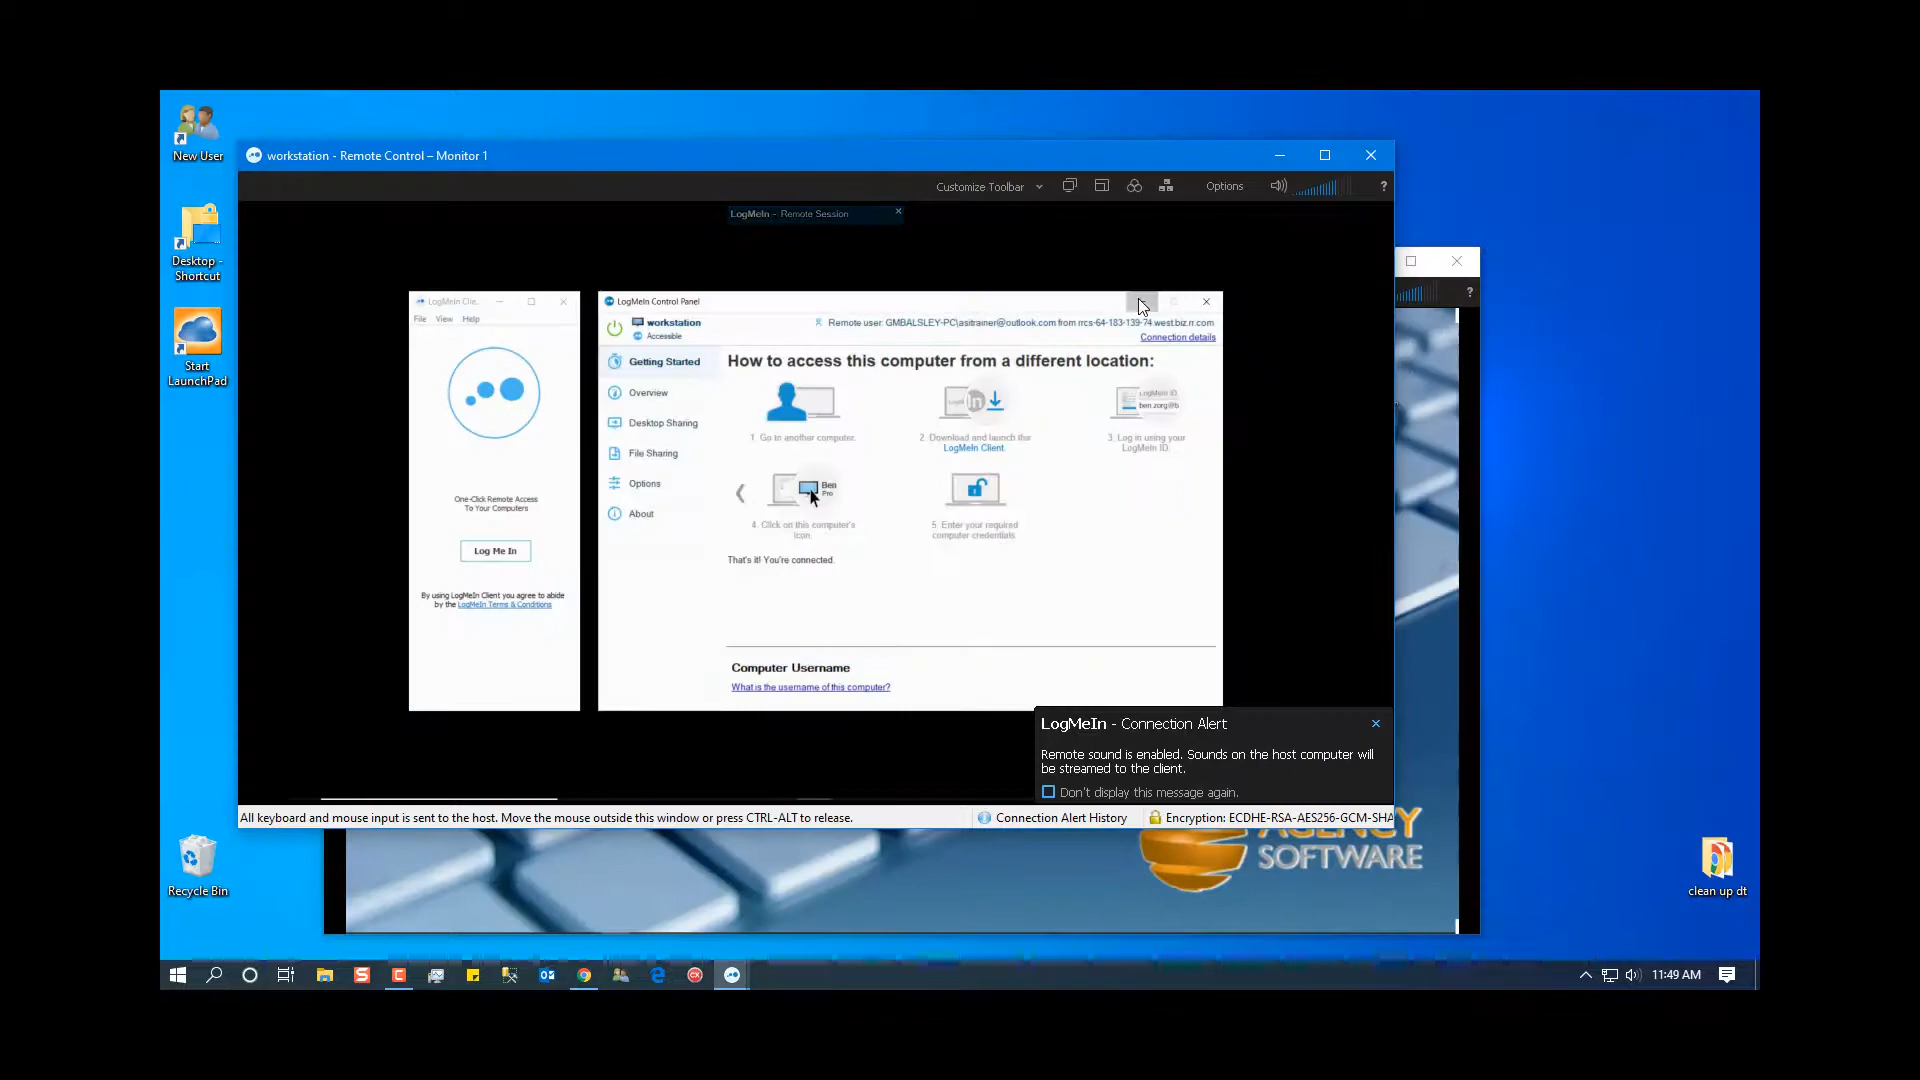 New User
Desktop -
Shortcut
Start
LaunchPad
Recycle Bin
clean up dt
workstation - Remote Control – Monitor 1
Customize Toolbar
Options
?
LogMeIn - Remote Session
LogMeIn Clie..
File View Help
One-Click Remote Access
To Your Computers
Log Me In
By using LogMeIn Client you agree to abide
by the LogMeIn Terms & Conditions
LogMeIn Control Panel
workstation
Accessible
Remote user: GMBALSLEY-PC\asitrainer@outlook.com from rrcs-64-183-139-74.west.biz.rr.com
Connection details
Getting Started
Overview
Desktop Sharing
File Sharing
Options
About
How to access this computer from a different location:
1. Go to another computer.
2. Download and launch the
LogMeIn Client.
LogMeIn ID
ben.zorg@b
3. Log in using your
LogMeIn ID.
Ben
Pro
4. Click on this computer's
icon.
5. Enter your required
computer credentials.
That's it! You're connected.
Computer Username
What is the username of this computer?
LogMeIn - Connection Alert
Remote sound is enabled. Sounds on the host computer will
be streamed to the client.
Don't display this message again.
All keyboard and mouse input is sent to the host. Move the mouse outside this window or press CTRL-ALT to release.
Connection Alert History
Encryption: ECDHE-RSA-AES256-GCM-SHA
?
AGENCY
SOFTWARE
11:49 AM